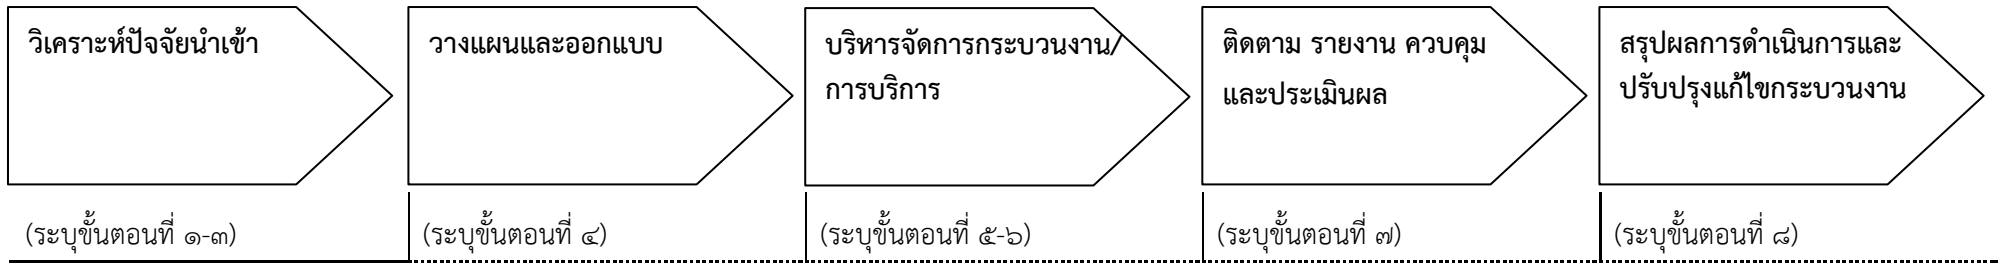 วิเคราะห์ปัจจัยนำเข้า
วางแผนและออกแบบ
บริหารจัดการกระบวนงาน/
การบริการ
ติดตาม รายงาน ควบคุม
และประเมินผล
สรุปผลการดำเนินการและ
ปรับปรุงแก้ไขกระบวนงาน
(ระบุขั้นตอนที่ ๑-๓)
(ระบุขั้นตอนที่ ๔)
(ระบุขั้นตอนที่ ๕-๖)
(ระบุขั้นตอนที่ ๗)
(ระบุขั้นตอนที่ ๘)